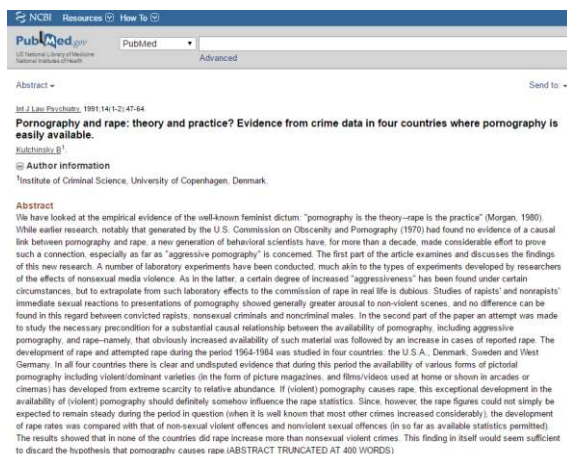 NCBI Resources How To
PubMed.gov
US National Library of Medicine
National Institutes of Health
PubMed
Advanced
Abstract
Send to:
Int J Law Psychiatry. 1991;14(1-2):47-64.
Pornography and rape: theory and practice? Evidence from crime data in four countries where pornography is
easily available.
Kutchinsky B1.
Author information
1Institute of Criminal Science, University of Copenhagen, Denmark.
Abstract
We have looked at the empirical evidence of the well-known feminist dictum: "pornography is the theory--rape is the practice" (Morgan, 1980).
While earlier research, notably that generated by the U.S. Commission on Obscenity and Pornography (1970) had found no evidence of a causal
link between pornography and rape, a new generation of behavioral scientists have, for more than a decade, made considerable effort to prove
such a connection, especially as far as "aggressive pornography" is concerned. The first part of the article examines and discusses the findings
of this new research. A number of laboratory experiments have been conducted, much akin to the types of experiments developed by researchers
of the effects of nonsexual media violence. As in the latter, a certain degree of increased "aggressiveness" has been found under certain
circumstances, but to extrapolate from such laboratory effects to the commission of rape in real life is dubious. Studies of rapists' and nonrapists'
immediate sexual reactions to presentations of pornography showed generally greater arousal to non-violent scenes, and no difference can be
found in this regard between convicted rapists, nonsexual criminals and noncriminal males. In the second part of the paper an attempt was made
to study the necessary precondition for a substantial causal relationship between the availability of pornography, including aggressive
pornography, and rape--namely, that obviously increased availability of such material was followed by an increase in cases of reported rape. The
development of rape and attempted rape during the period 1964-1984 was studied in four countries: the U.S.A., Denmark, Sweden and West
Germany. In all four countries there is clear and undisputed evidence that during this period the availability of various forms of pictorial
pornography including violent/dominant varieties (in the form of picture magazines, and films/videos used at home or shown in arcades or
cinemas) has developed from extreme scarcity to relative abundance. If (violent) pornography causes rape, this exceptional development in the
availability of (violent) pornography should definitely somehow influence the rape statistics. Since, however, the rape figures could not simply be
expected to remain steady during the period in question (when it is well known that most other crimes increased considerably), the development
of rape rates was compared with that of non-sexual violent offences and nonviolent sexual offences (in so far as available statistics permitted).
The results showed that in none of the countries did rape increase more than nonsexual violent crimes. This finding in itself would seem sufficient
to discard the hypothesis that pornography causes rape.(ABSTRACT TRUNCATED AT 400 WORDS)